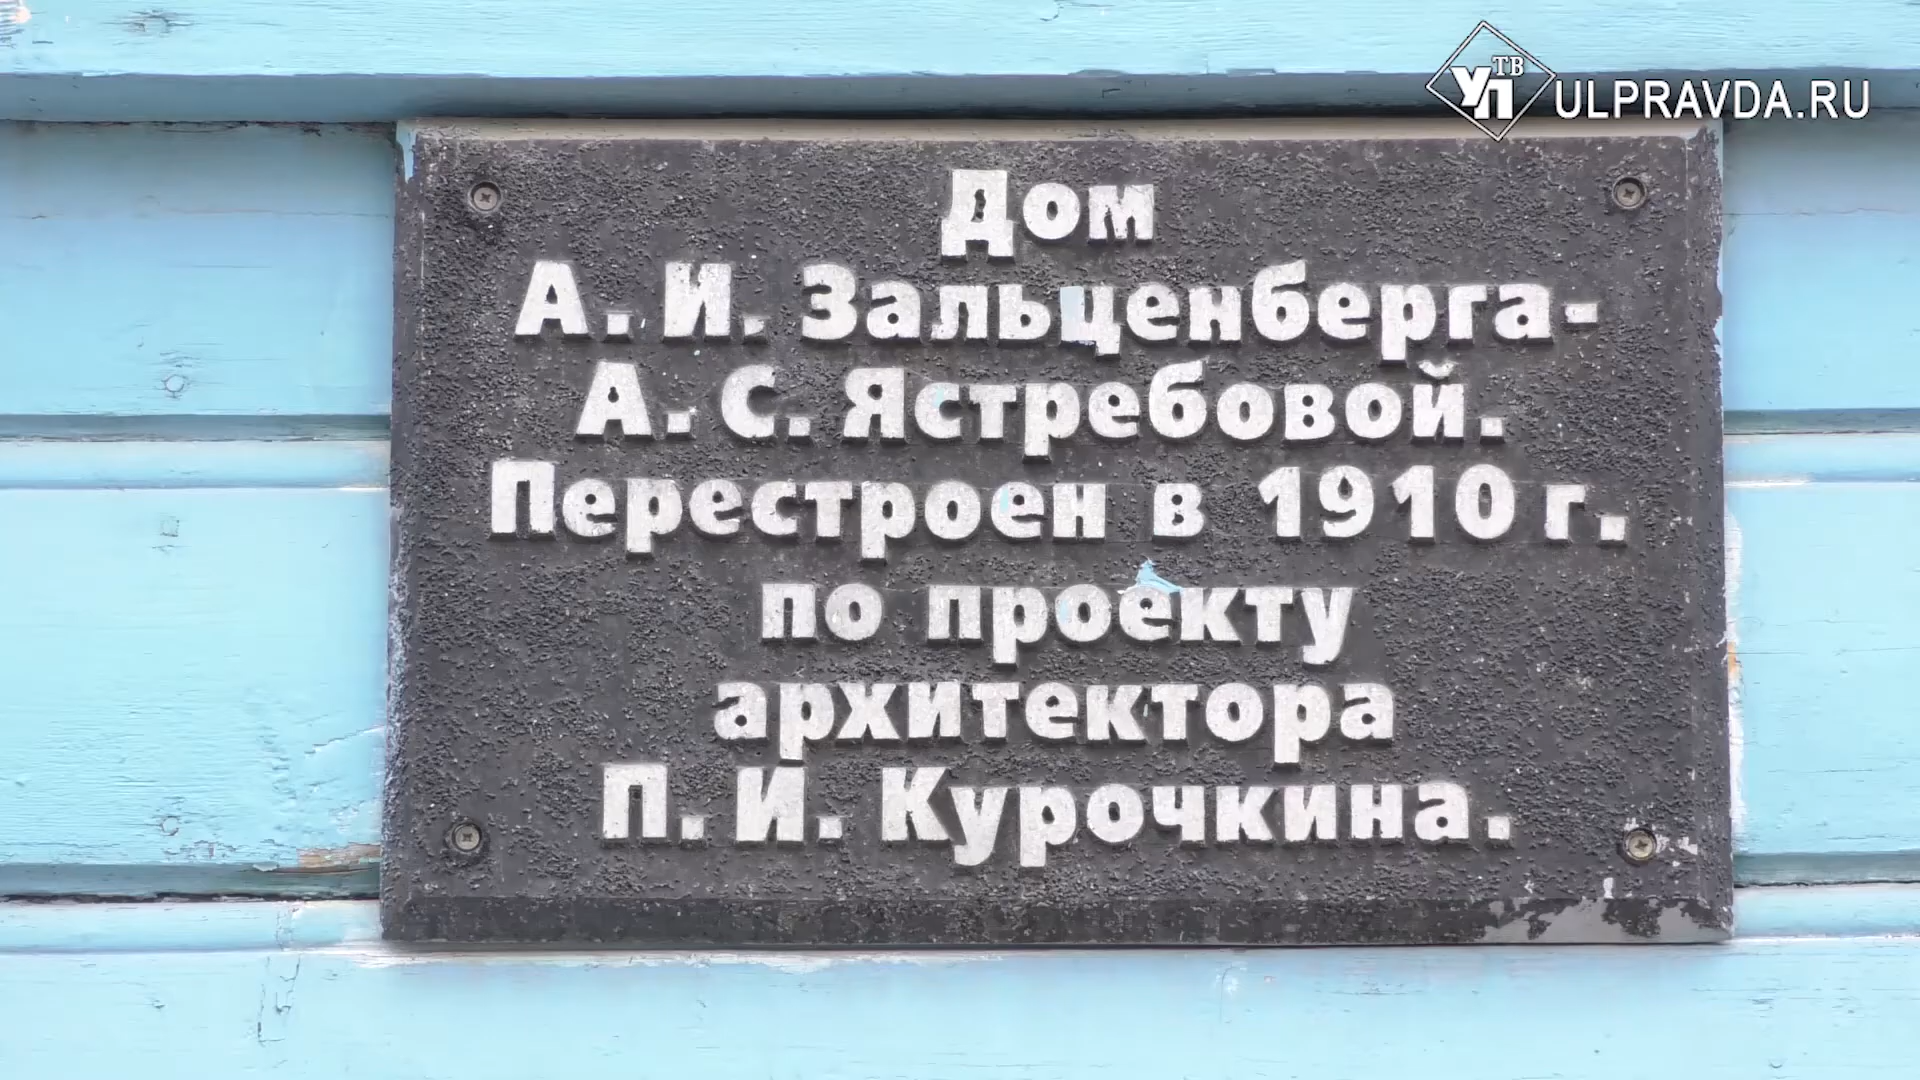 УП ТВ ULPRAVDA.RU
Дом
А. И. Зальценберга-
А. С. Ястребовой.
Перестроен в 1910 г.
по проекту
архитектора
П. И. Курочкина.